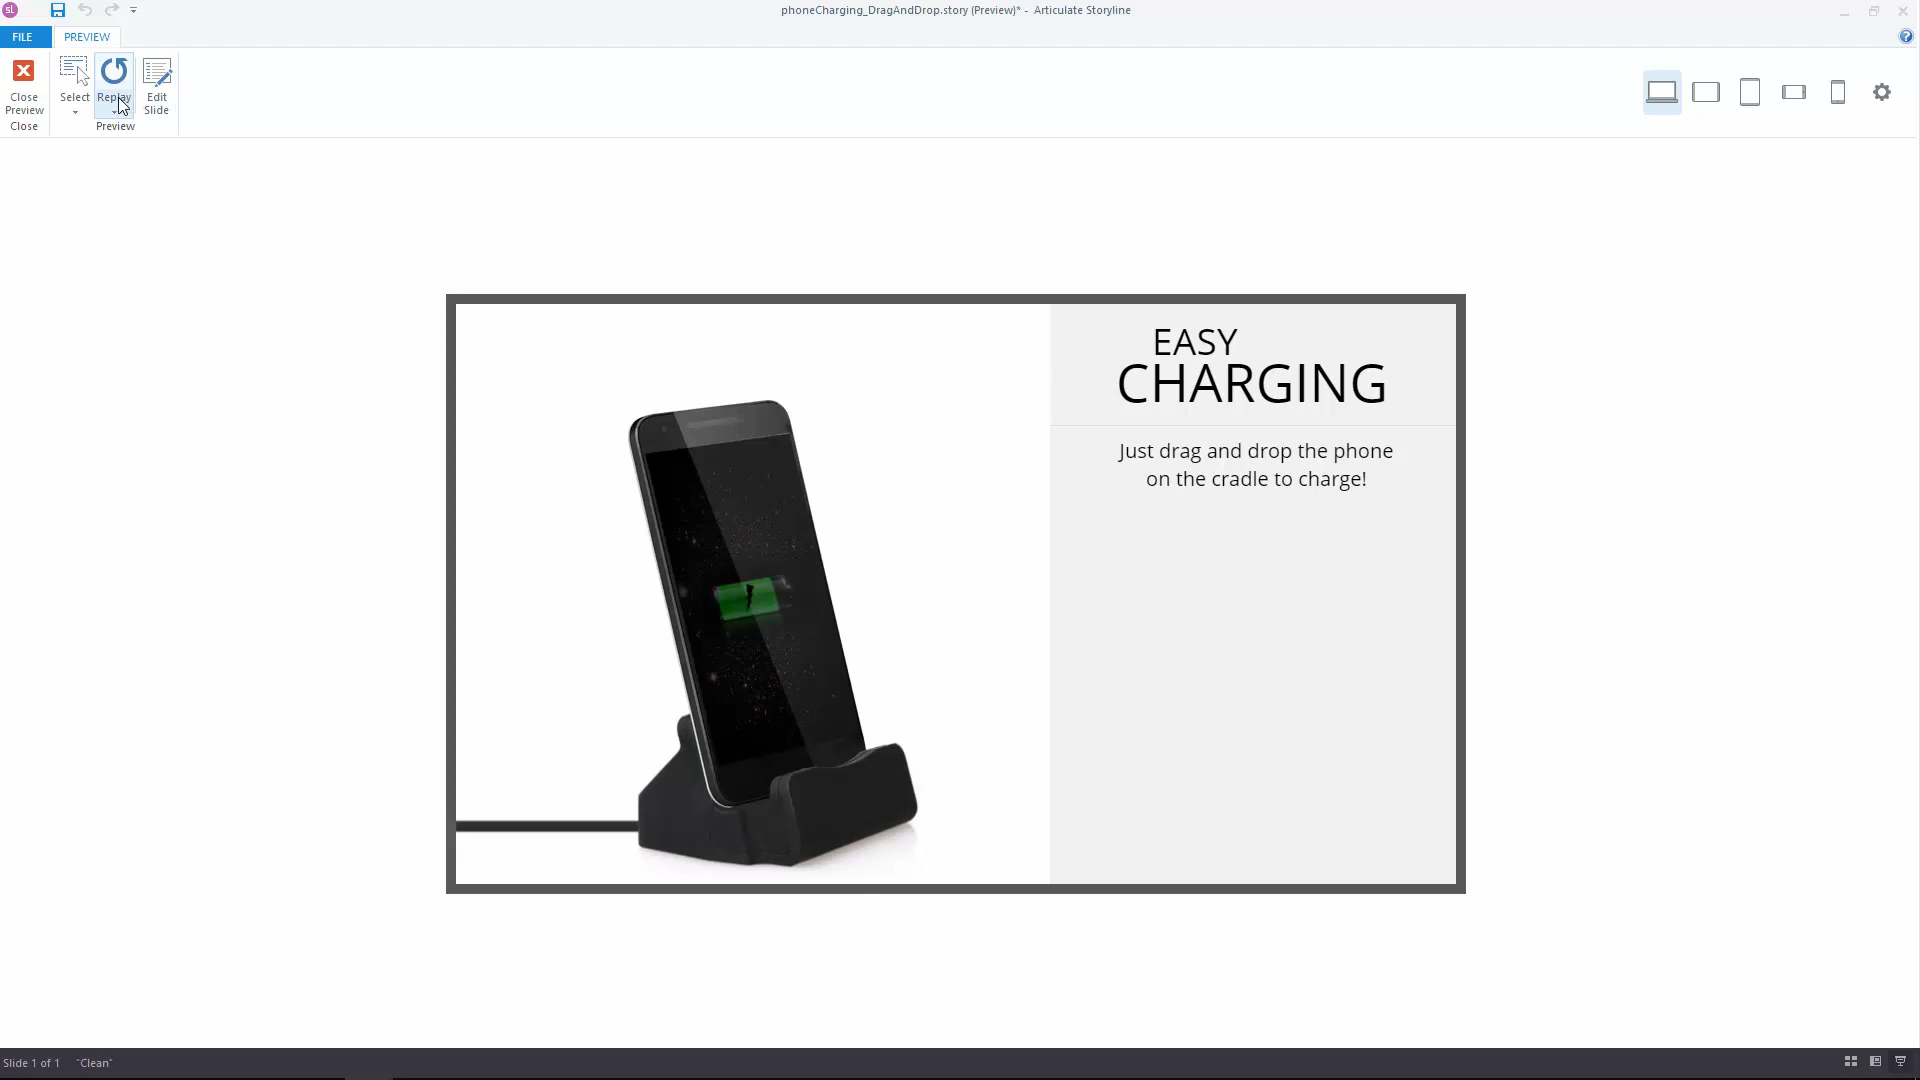 sl
phoneCharging_DragAndDrop.story (Preview)* - Articulate Storyline
FILE
PREVIEW
?
Close
Preview
Select
Replay
Edit
Slide
Close
Preview
EASY
CHARGING
Just drag and drop the phone
on the cradle to charge!
Slide 1 of 1
"Clean"